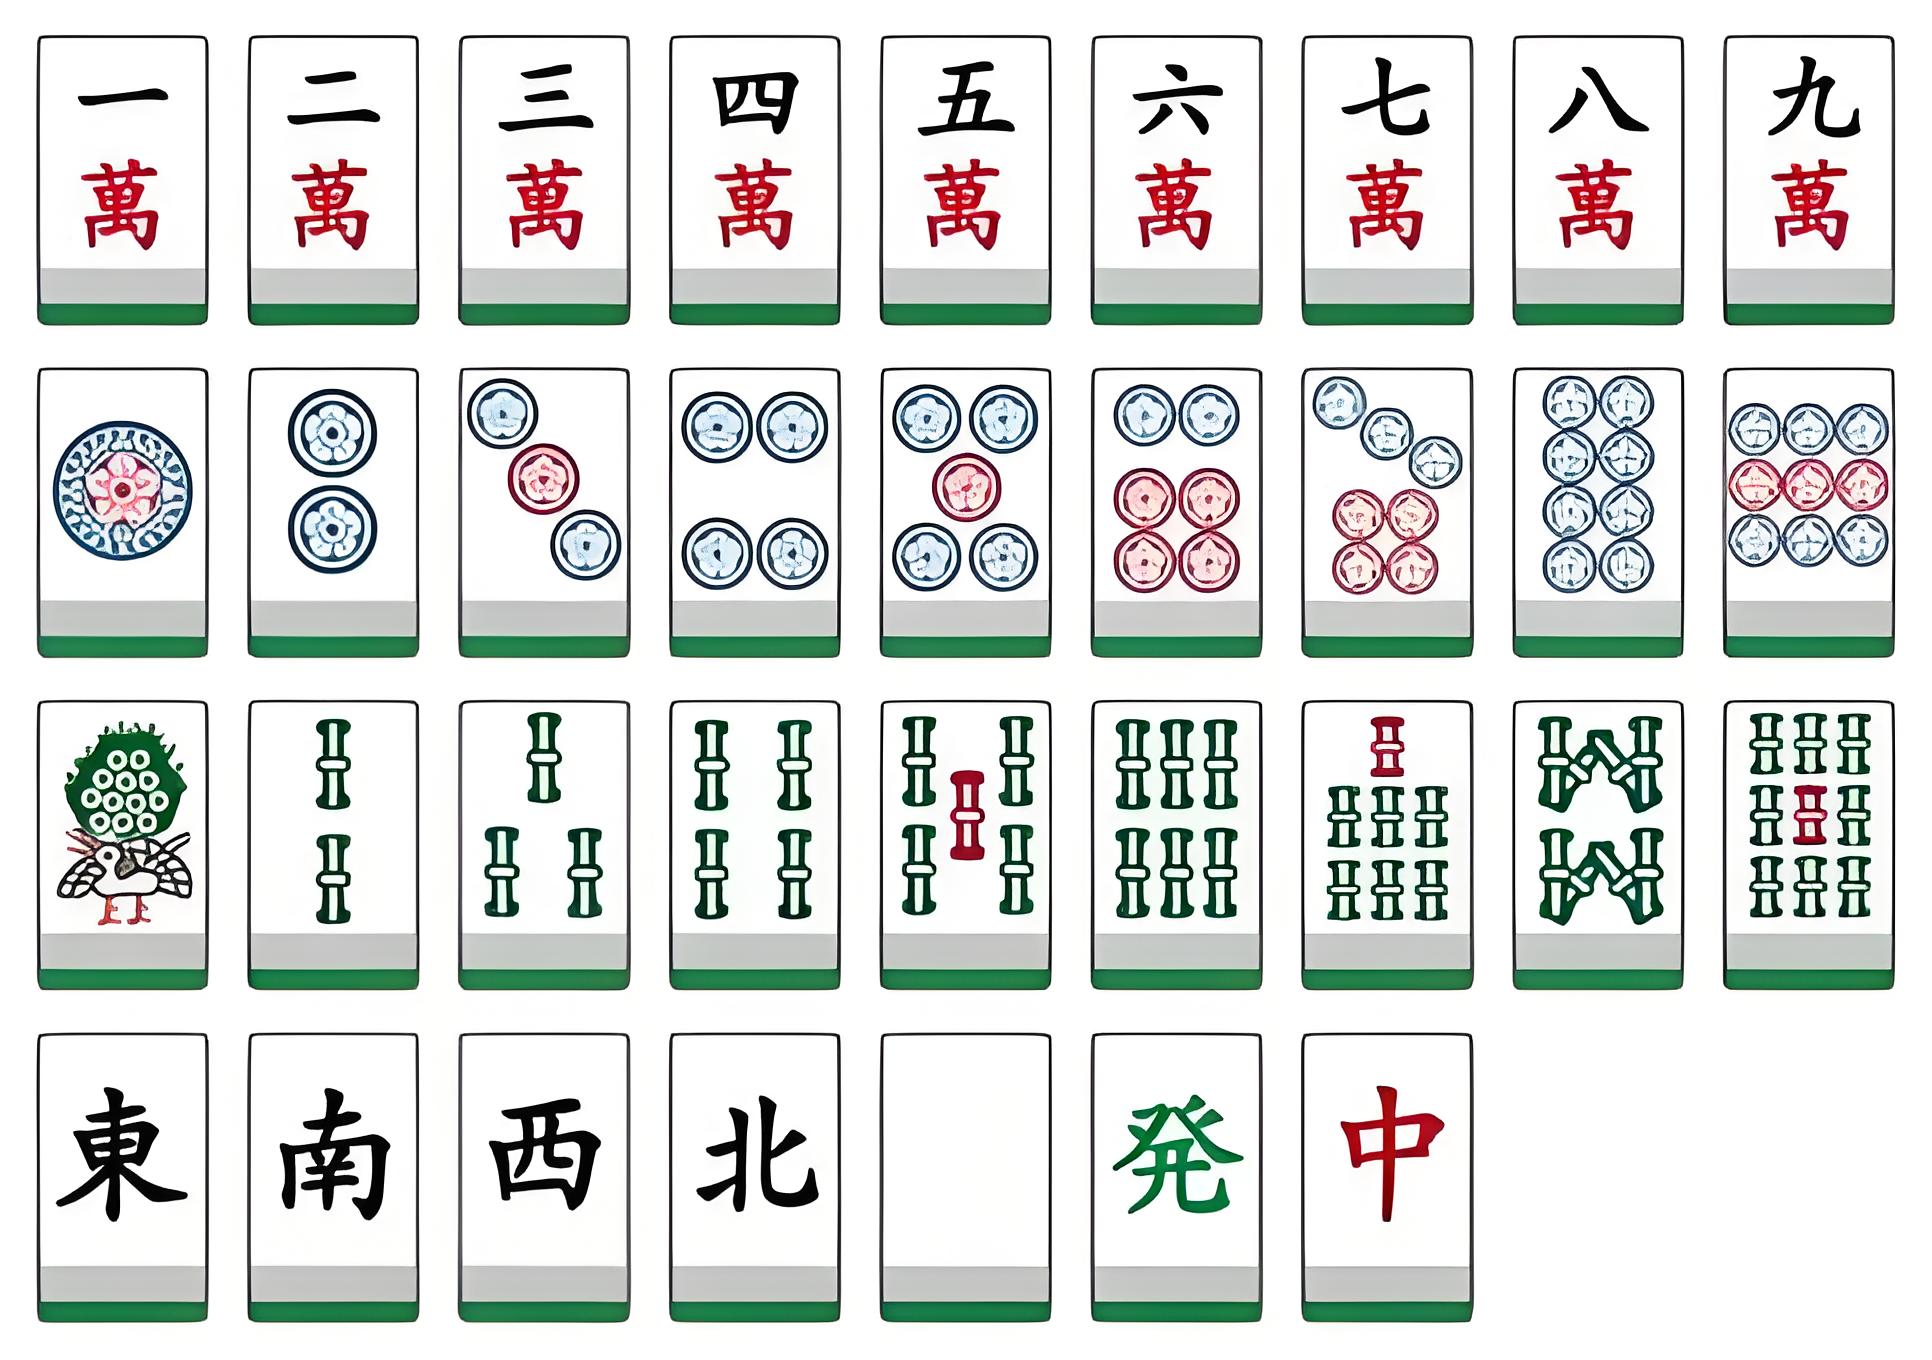 一 二 三 四 五 六 七 八 九
萬 萬 萬 萬 萬 萬 萬 萬 萬
東 南 西 北 発 中